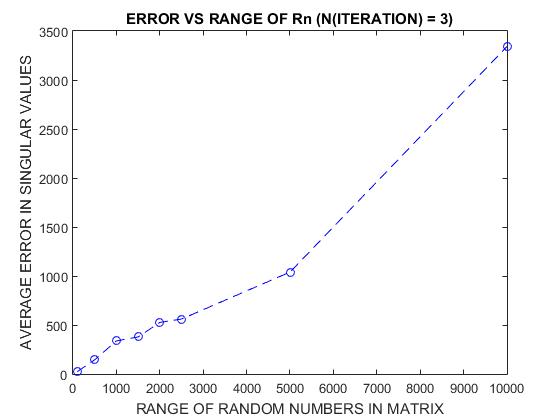 ERROR VS RANGE OF Rn (N(ITERATION) = 3)
AVERAGE ERROR IN SINGULAR VALUES
3500
3000
2500
2000
1500
1000
500
0
0 1000 2000 3000 4000 5000 6000 7000 8000 9000 10000
RANGE OF RANDOM NUMBERS IN MATRIX